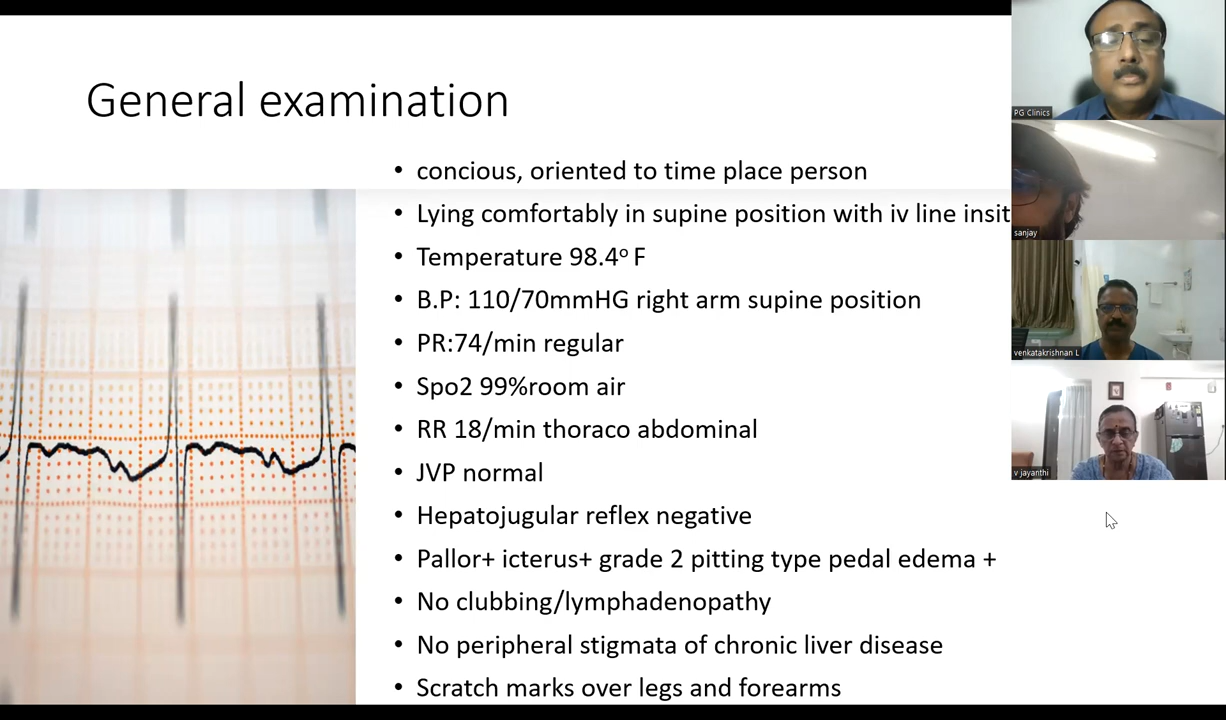 General examination
• concious, oriented to time place person
• Lying comfortably in supine position with iv line insit
• Temperature 98.4º F
• B.P: 110/70mmHG right arm supine position
• PR:74/min regular
• Spo2 99%room air
• RR 18/min thoraco abdominal
• JVP normal
• Hepatojugular reflex negative
• Pallor+ icterus+ grade 2 pitting type pedal edema +
• No clubbing/lymphadenopathy
• No peripheral stigmata of chronic liver disease
• Scratch marks over legs and forearms
PG Clinics
sanjay
venkatakrishnan L
v jayanthi